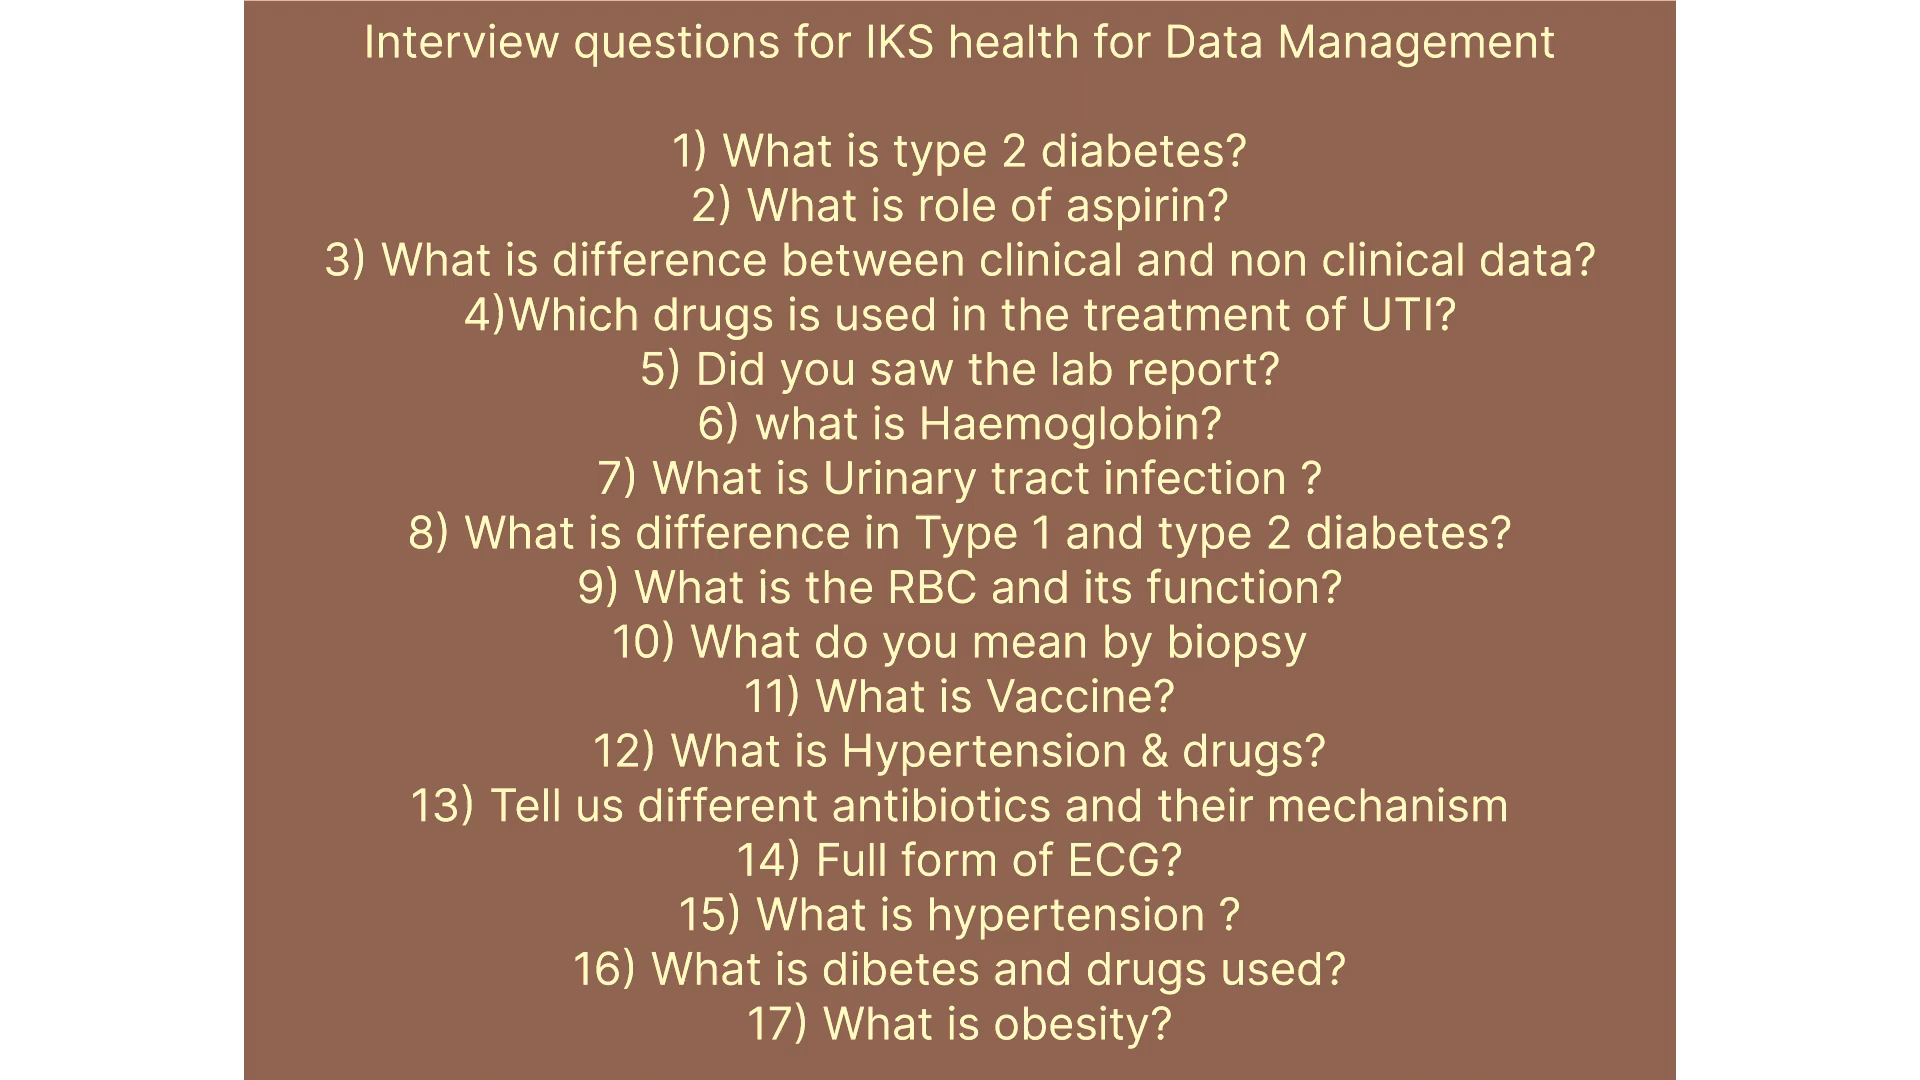 Interview questions for IKS health for Data Management
1) What is type 2 diabetes?
2) What is role of aspirin?
3) What is difference between clinical and non clinical data?
4)Which drugs is used in the treatment of UTI?
5) Did you saw the lab report?
6) what is Haemoglobin?
7) What is Urinary tract infection ?
8) What is difference in Type 1 and type 2 diabetes?
9) What is the RBC and its function?
10) What do you mean by biopsy
11) What is Vaccine?
12) What is Hypertension & drugs?
13) Tell us different antibiotics and their mechanism
14) Full form of ECG?
15) What is hypertension ?
16) What is dibetes and drugs used?
17) What is obesity?